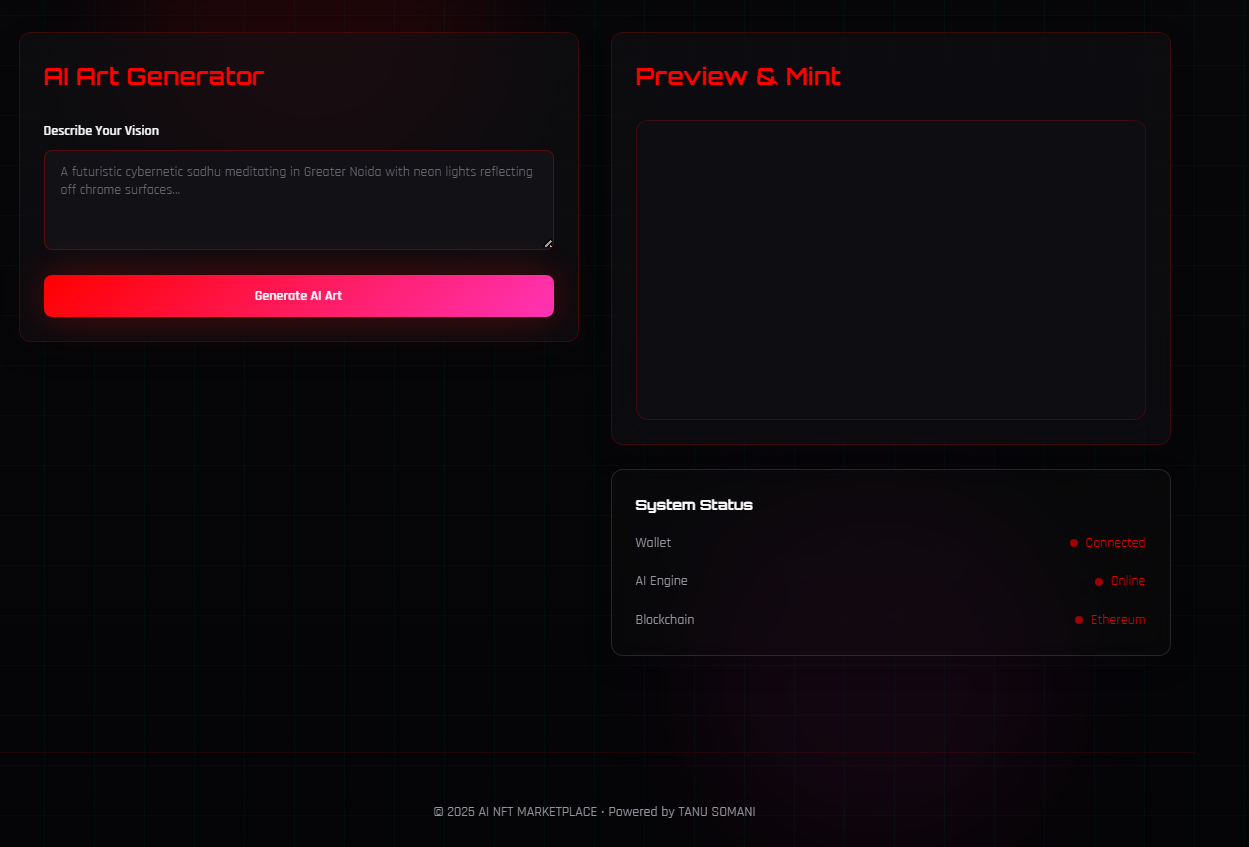 AI Art Generator
Describe Your Vision
A futuristic cybernetic sadhu meditating in Greater Noida with neon lights reflecting
off chrome surfaces...
Generate AI Art
Preview & Mint
System Status
Wallet
Connected
AI Engine
Online
Blockchain
Ethereum
© 2025 AI NFT MARKETPLACE • Powered by TANU SOMANI